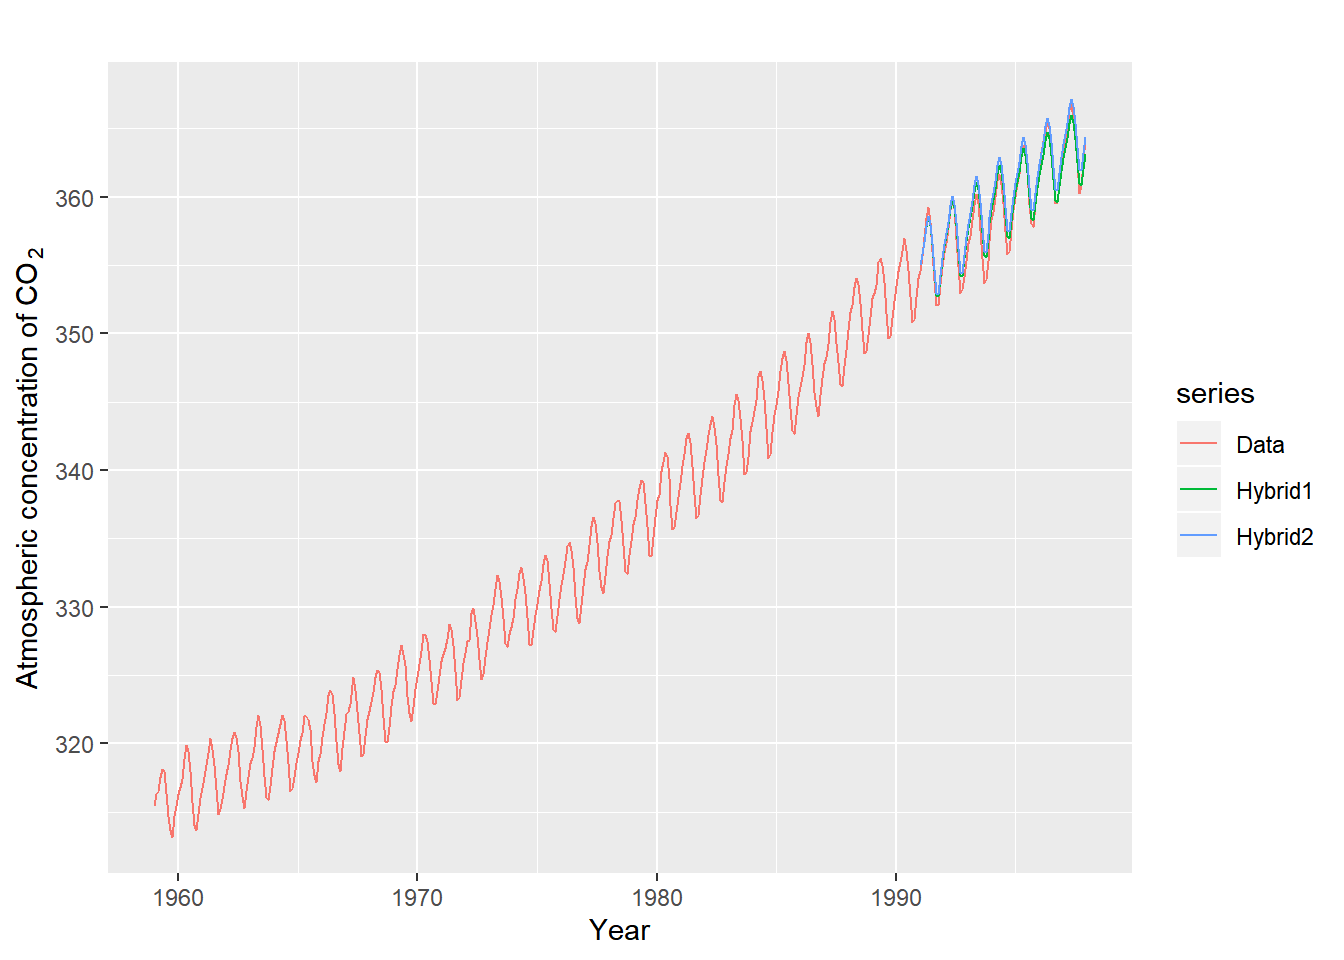 Atmospheric concentration of CO₂
360
350
340
330
320
1960
1970
1980
1990
Year
series
Data
Hybrid1
Hybrid2